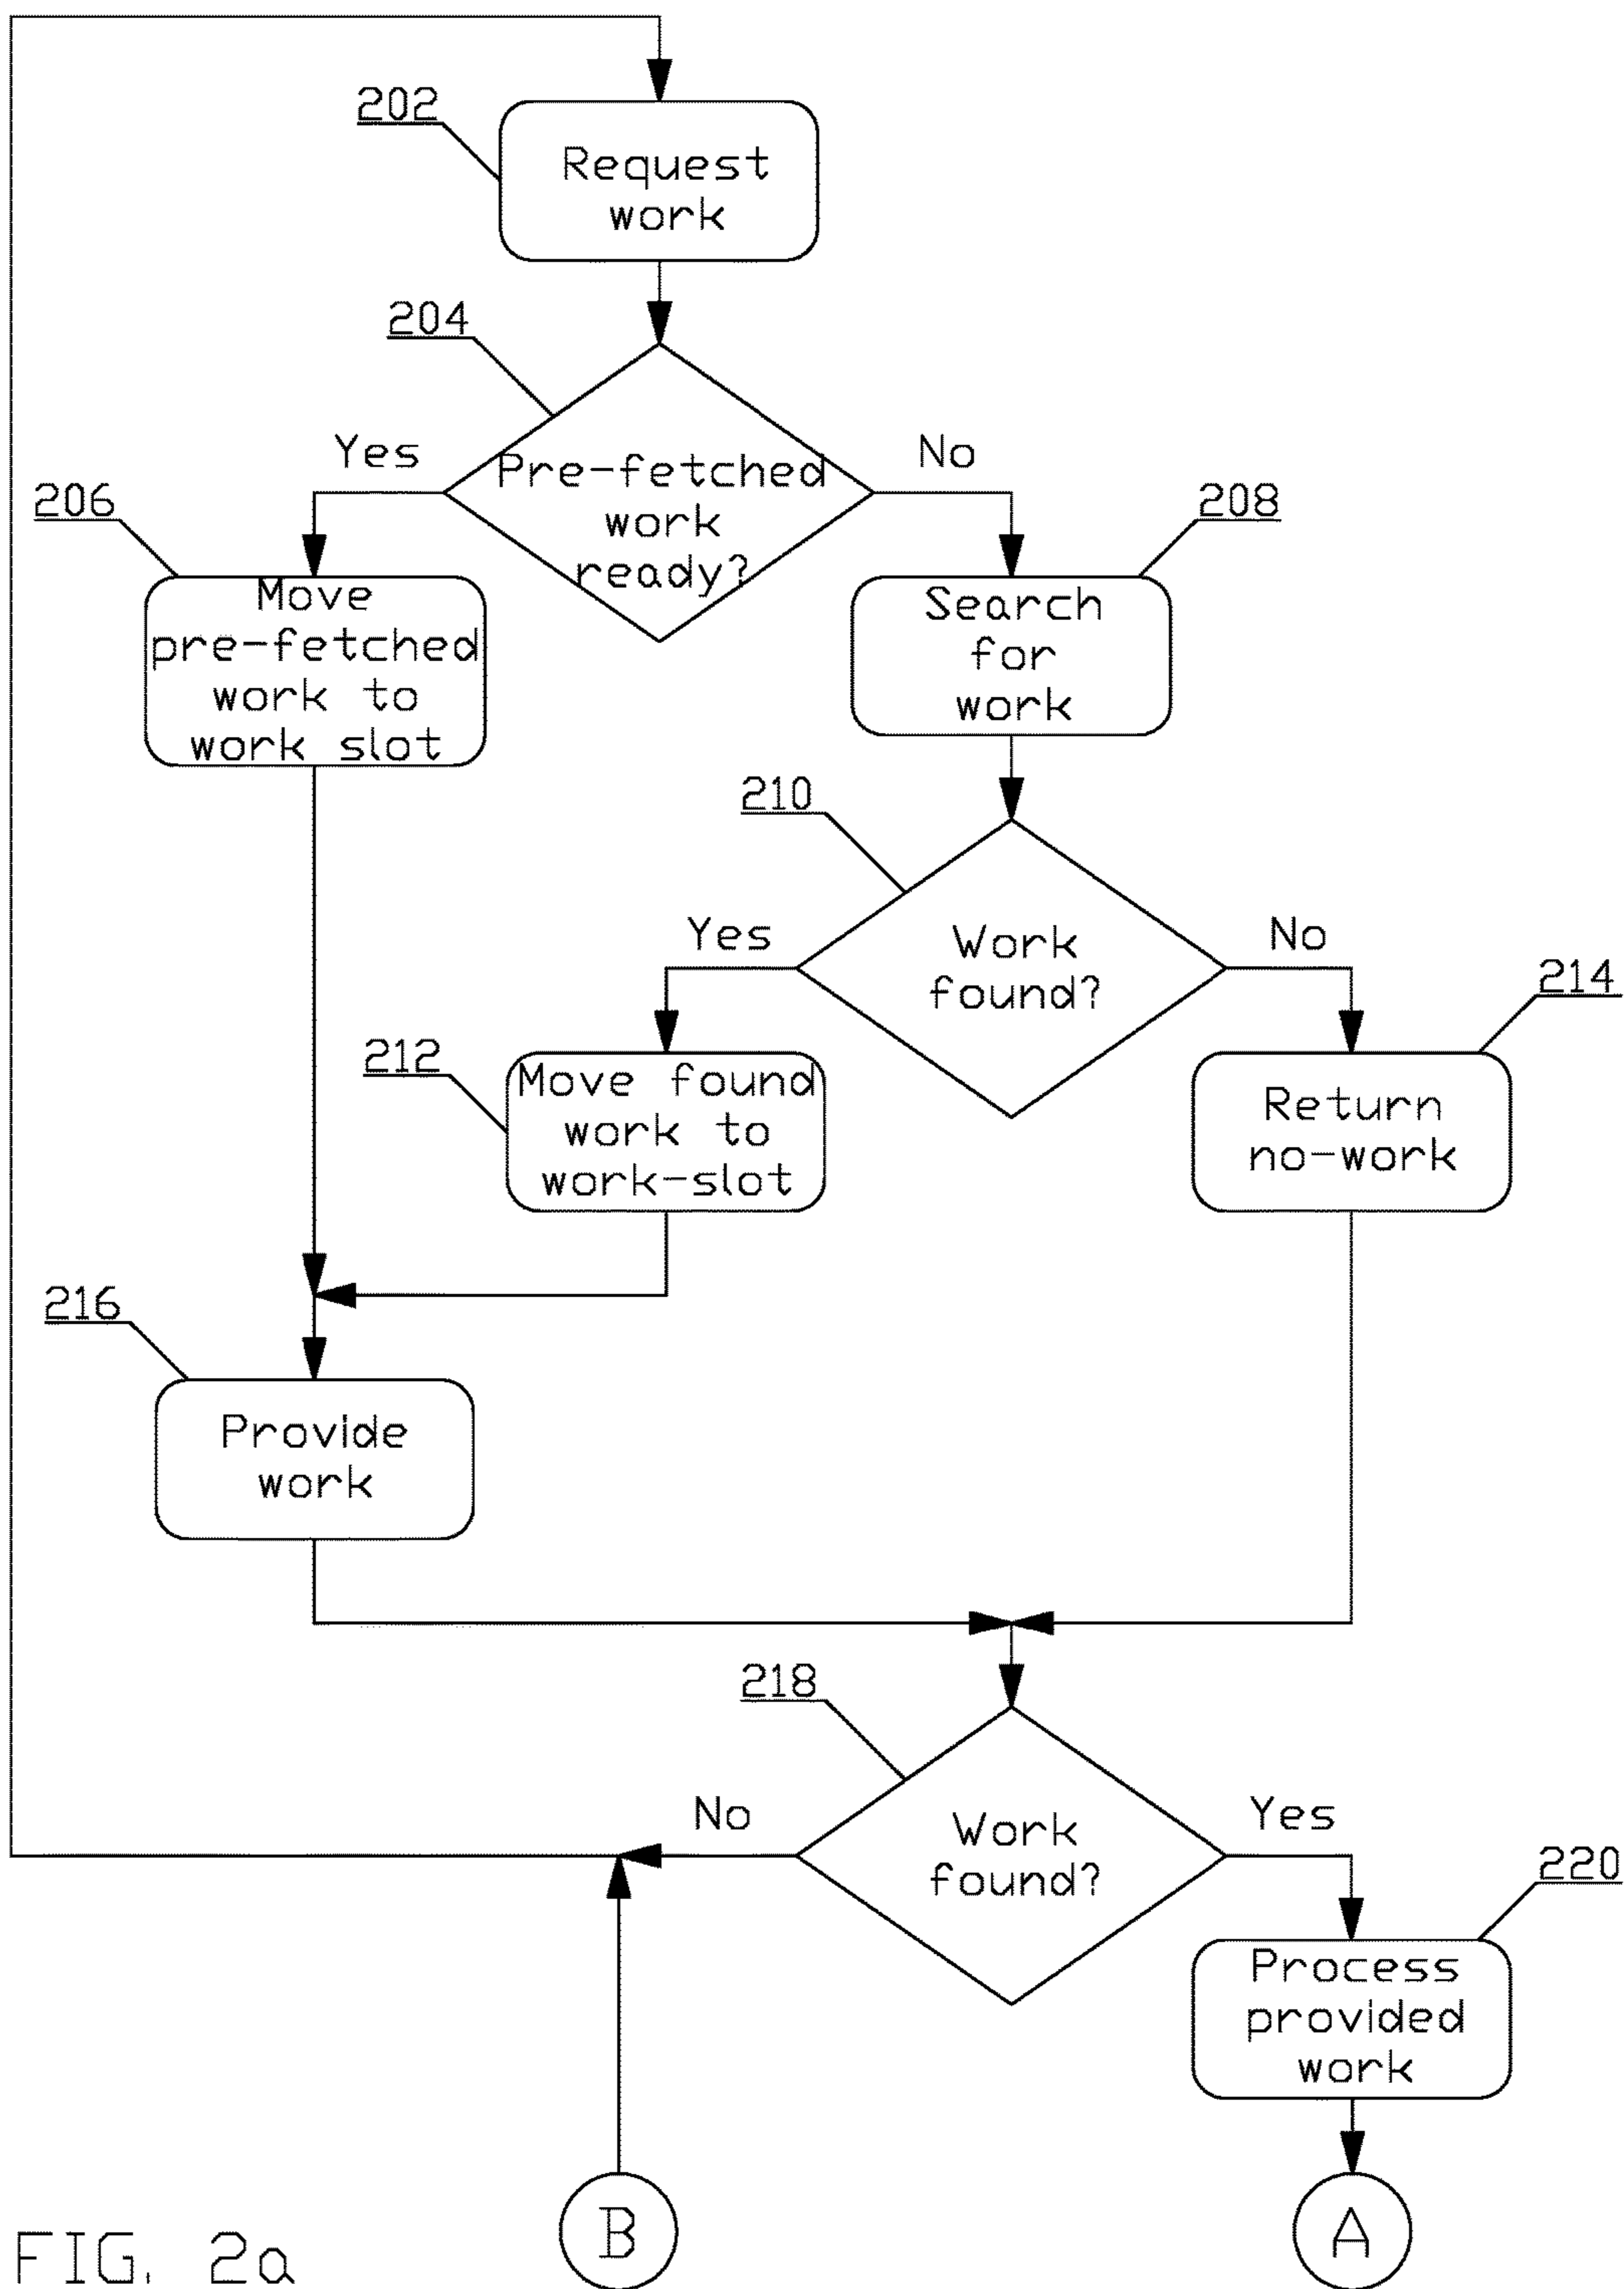 202
Request
work
204
Yes
No
Pre-fetched
work
ready?
206
208
Move
pre-fetched
work to
work slot
Search
for
work
210
Yes
No
Work
found?
214
212
Move found
work to
work-slot
Return
no-work
216
Provide
work
218
No
Yes
Work
found?
220
Process
provided
work
B
A
FIG. 2a